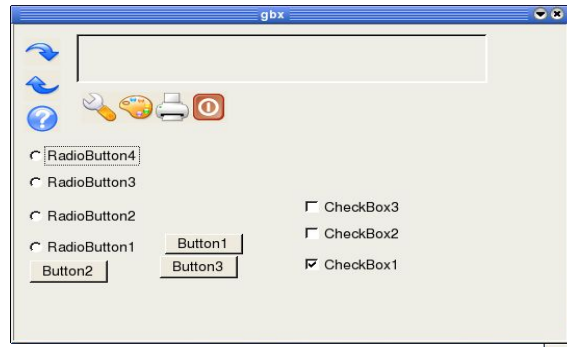 gbx
RadioButton4
RadioButton3
RadioButton2
RadioButton1
Button1
Button2
Button3
CheckBox3
CheckBox2
CheckBox1